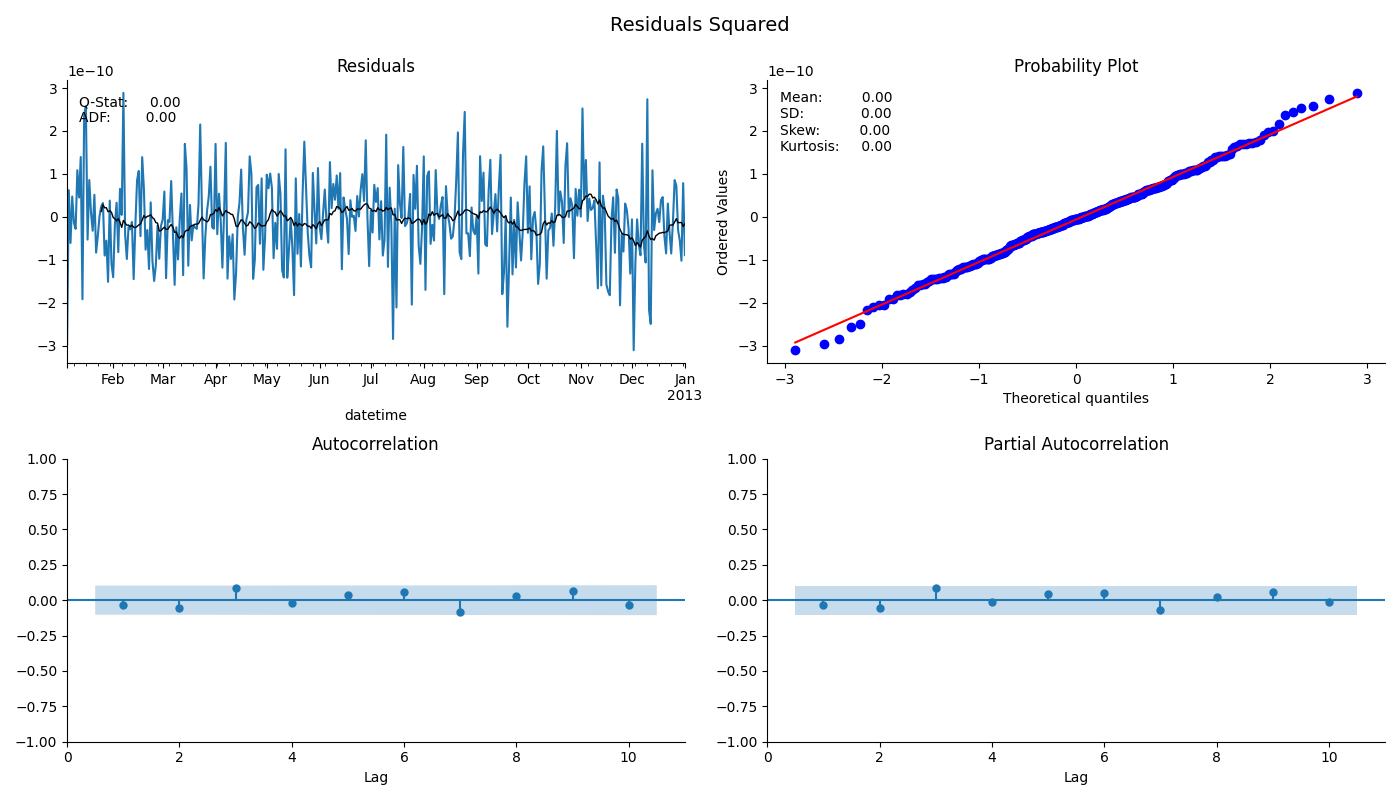 Residuals Squared
Residuals
1e−10
Q-Stat: 0.00
ADF: 0.00
3
2
1
0
−1
−2
−3
Feb Mar Apr May Jun Jul Aug Sep Oct Nov Dec Jan
2013
datetime
Probability Plot
1e−10
Mean: 0.00
SD: 0.00
Skew: 0.00
Kurtosis: 0.00
Ordered Values
3
2
1
0
−1
−2
−3
−3 −2 −1 0 1 2 3
Theoretical quantiles
Autocorrelation
1.00
0.75
0.50
0.25
0.00
−0.25
−0.50
−0.75
−1.00
0 2 4 6 8 10
Lag
Partial Autocorrelation
1.00
0.75
0.50
0.25
0.00
−0.25
−0.50
−0.75
−1.00
0 2 4 6 8 10
Lag